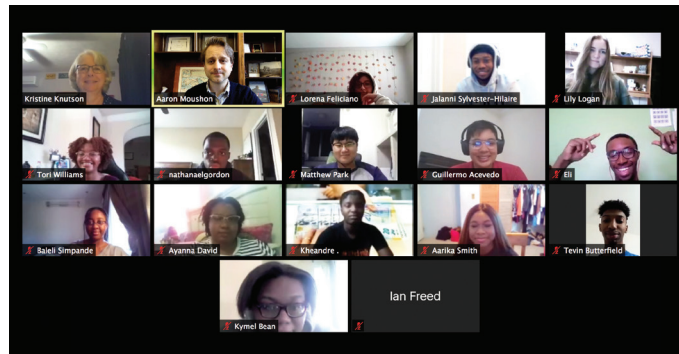 Kristine Knutson
Aaron Moushon
Lorena Feliciano
Jalanni Sylvester-Hilaire
Lily Logan
Tori Williams
nathanaelgordon
Matthew Park
Guillermo Acevedo
Eli
Baleli Simpande
Ayanna David
Kheandre .
Aarika Smith
Tevin Butterfield
Kymel Bean
Ian Freed